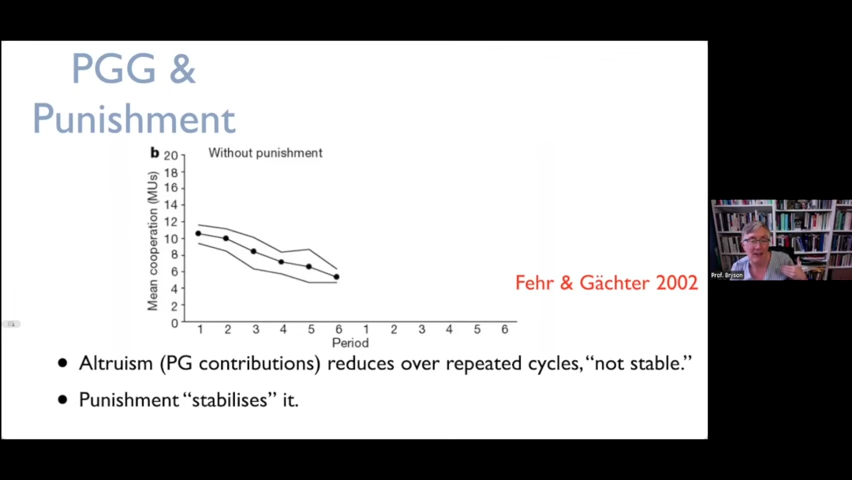 PGG &
Punishment
b
Without punishment
20
18
16
14
12
10
8
6
4
2
0
Mean cooperation (MUs)
1 2 3 4 5 6 1 2 3 4 5 6
Period
Fehr & Gächter 2002
• Altruism (PG contributions) reduces over repeated cycles, “not stable.”
• Punishment “stabilises” it.
Prof. Bryson